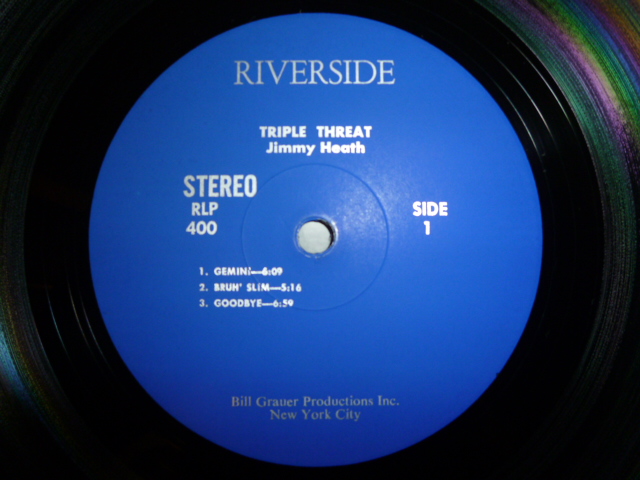 RIVERSIDE
TRIPLE THREAT
Jimmy Heath
STEREO
RLP
400
SIDE
1
1. GEMINI—6:09
2. BRUH' SLIM—5:16
3. GOODBYE—6:59
Bill Grauer Productions Inc.
New York City